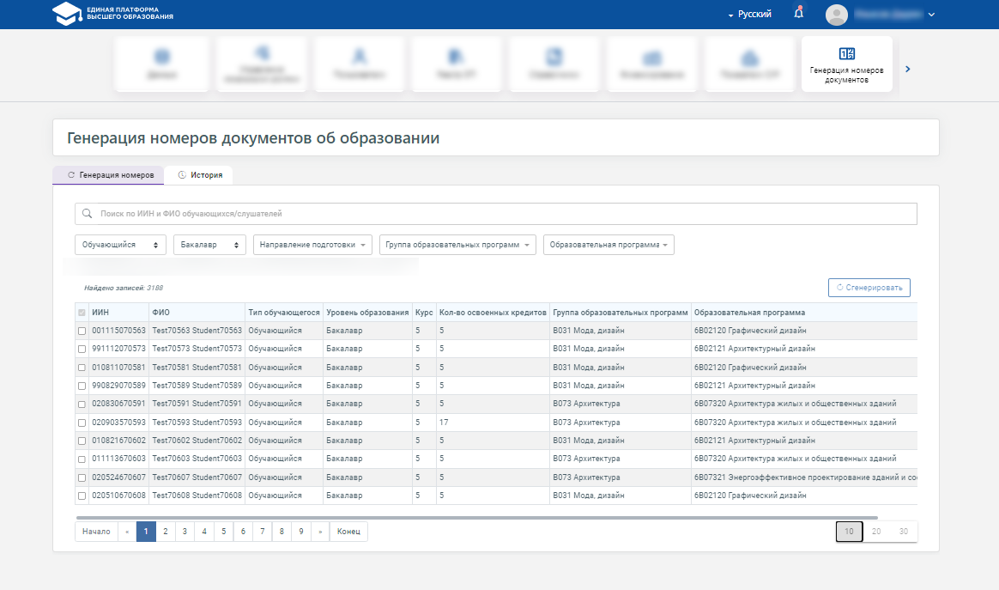 ЕДИНАЯ ПЛАТФОРМА
ВЫСШЕГО ОБРАЗОВАНИЯ
Русский
Генерация номеров
документов
Генерация номеров документов об образовании
Генерация номеров
История
Поиск по ИИН и ФИО обучающихся/слушателей
Обучающийся Бакалавр Направление подготовки Группа образовательных программ Образовательная программа
Найдено записей: 3188
Сгенерировать
ИИН ФИО Тип обучающегося Уровень образования Курс Кол-во освоенных кредитов Группа образовательных программ Образовательная программа
001115070563 Test70563 Student70563 Обучающийся Бакалавр 5 5 B031 Мода, дизайн 6B02120 Графический дизайн
991112070573 Test70573 Student70573 Обучающийся Бакалавр 5 5 B031 Мода, дизайн 6B02121 Архитектурный дизайн
010811070581 Test70581 Student70581 Обучающийся Бакалавр 5 5 B031 Мода, дизайн 6B02120 Графический дизайн
990829070589 Test70589 Student70589 Обучающийся Бакалавр 5 5 B031 Мода, дизайн 6B02121 Архитектурный дизайн
020830670591 Test70591 Student70591 Обучающийся Бакалавр 5 5 B073 Архитектура 6B07320 Архитектура жилых и общественных зданий
020903570593 Test70593 Student70593 Обучающийся Бакалавр 5 17 B073 Архитектура 6B07320 Архитектура жилых и общественных зданий
010821670602 Test70602 Student70602 Обучающийся Бакалавр 5 5 B031 Мода, дизайн 6B02121 Архитектурный дизайн
011113670603 Test70603 Student70603 Обучающийся Бакалавр 5 5 B073 Архитектура 6B07320 Архитектура жилых и общественных зданий
020524670607 Test70607 Student70607 Обучающийся Бакалавр 5 5 B073 Архитектура 6B07321 Энергоэффективное проектирование зданий и со
020510670608 Test70608 Student70608 Обучающийся Бакалавр 5 5 B031 Мода, дизайн 6B02120 Графический дизайн
Начало « 1 2 3 4 5 6 7 8 9 » Конец
10 20 30